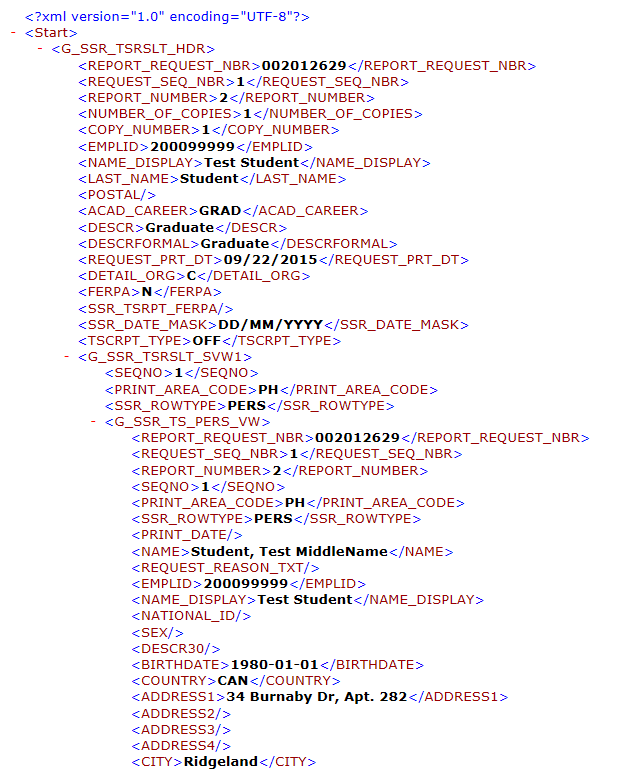 <?xml version="1.0" encoding="UTF-8"?>
- <Start>
- <G_SSR_TSRSLT_HDR>
<REPORT_REQUEST_NBR>002012629</REPORT_REQUEST_NBR>
<REQUEST_SEQ_NBR>1</REQUEST_SEQ_NBR>
<REPORT_NUMBER>2</REPORT_NUMBER>
<NUMBER_OF_COPIES>1</NUMBER_OF_COPIES>
<COPY_NUMBER>1</COPY_NUMBER>
<EMPLID>200099999</EMPLID>
<NAME_DISPLAY>Test Student</NAME_DISPLAY>
<LAST_NAME>Student</LAST_NAME>
<POSTAL/>
<ACAD_CAREER>GRAD</ACAD_CAREER>
<DESCR>Graduate</DESCR>
<DESCRFORMAL>Graduate</DESCRFORMAL>
<REQUEST_PRT_DT>09/22/2015</REQUEST_PRT_DT>
<DETAIL_ORG>C</DETAIL_ORG>
<FERPA>N</FERPA>
<SSR_TSRPT_FERPA/>
<SSR_DATE_MASK>DD/MM/YYYY</SSR_DATE_MASK>
<TSCRPT_TYPE>OFF</TSCRPT_TYPE>
- <G_SSR_TSRSLT_SVW1>
<SEQNO>1</SEQNO>
<PRINT_AREA_CODE>PH</PRINT_AREA_CODE>
<SSR_ROWTYPE>PERS</SSR_ROWTYPE>
- <G_SSR_TS_PERS_VW>
<REPORT_REQUEST_NBR>002012629</REPORT_REQUEST_NBR>
<REQUEST_SEQ_NBR>1</REQUEST_SEQ_NBR>
<REPORT_NUMBER>2</REPORT_NUMBER>
<SEQNO>1</SEQNO>
<PRINT_AREA_CODE>PH</PRINT_AREA_CODE>
<SSR_ROWTYPE>PERS</SSR_ROWTYPE>
<PRINT_DATE/>
<NAME>Student, Test MiddleName</NAME>
<REQUEST_REASON_TXT/>
<EMPLID>200099999</EMPLID>
<NAME_DISPLAY>Test Student</NAME_DISPLAY>
<NATIONAL_ID/>
<SEX/>
<DESCR30/>
<BIRTHDATE>1980-01-01</BIRTHDATE>
<COUNTRY>CAN</COUNTRY>
<ADDRESS1>34 Burnaby Dr, Apt. 282</ADDRESS1>
<ADDRESS2/>
<ADDRESS3/>
<ADDRESS4/>
<CITY>Ridgeland</CITY>